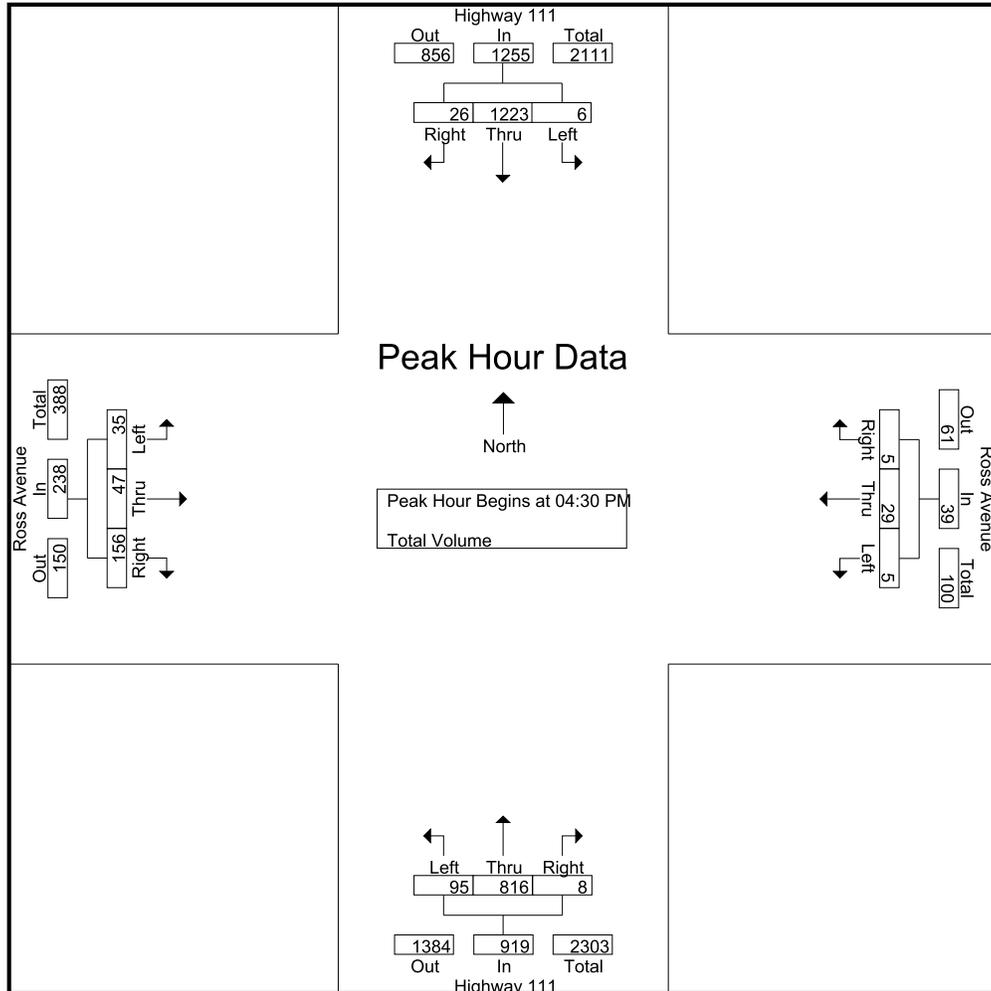 Highway 111
Out In Total
856 1255 2111
26 1223 6
Right Thru Left
Peak Hour Data
North
Peak Hour Begins at 04:30 PM
Total Volume
Ross Avenue
Total In Out
388 238 150
35 47 156
Left Thru Right
Right Thru Left
5 29 5
61 39 100
Out In Total
Ross Avenue
Left Thru Right
95 816 8
1384 919 2303
Out In Total
Highway 111